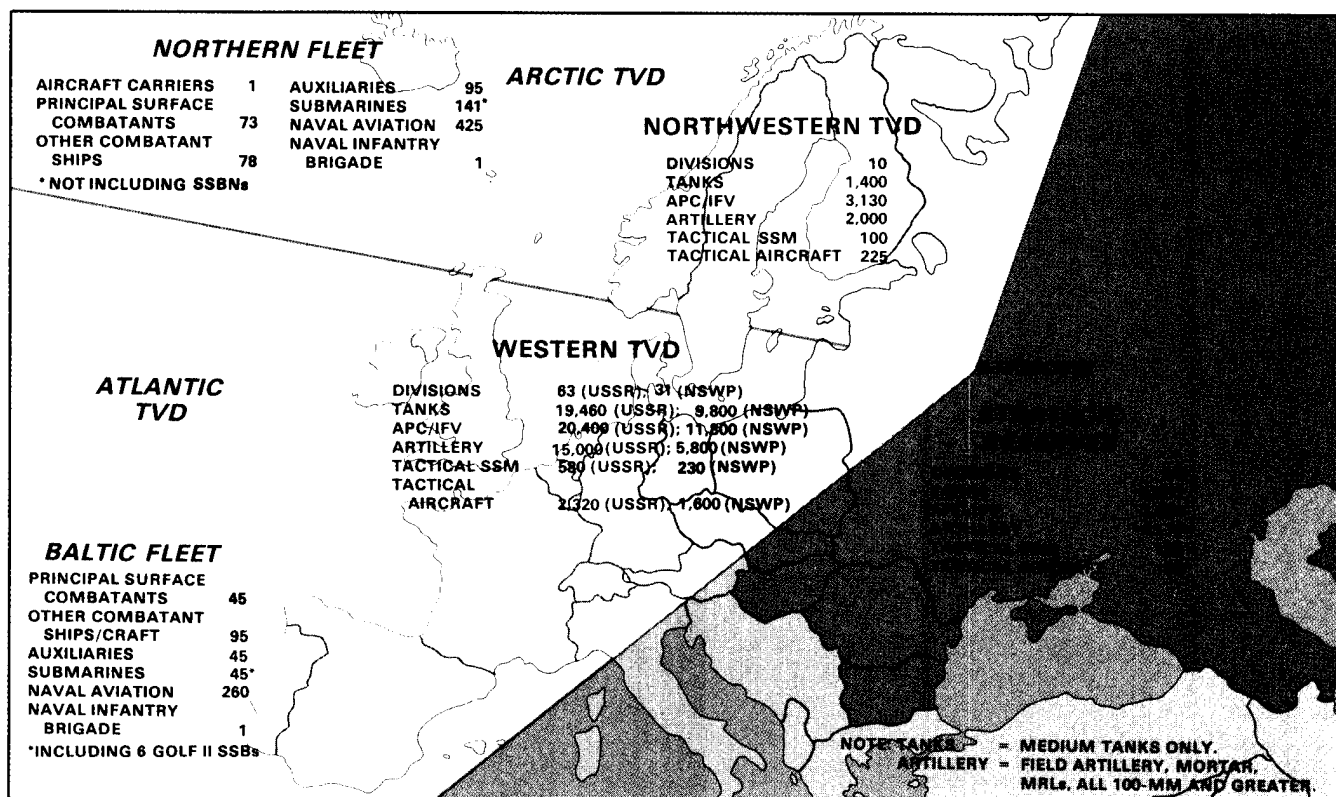 NORTHERN FLEET
AIRCRAFT CARRIERS 1
PRINCIPAL SURFACE
COMBATANTS 73
OTHER COMBATANT
SHIPS 78
* NOT INCLUDING SSBNs
AUXILIARIES 95
SUBMARINES 141*
NAVAL AVIATION 425
NAVAL INFANTRY
BRIGADE 1
ARCTIC TVD
NORTHWESTERN TVD
DIVISIONS 10
TANKS 1,400
APC/IFV 3,130
ARTILLERY 2,000
TACTICAL SSM 100
TACTICAL AIRCRAFT 225
ATLANTIC
TVD
WESTERN TVD
DIVISIONS 63 (USSR); 31 (NSWP)
TANKS 19,460 (USSR); 9,800 (NSWP)
APC/IFV 20,400 (USSR); (NSWP)
ARTILLERY 15,000 (USSR); 5,800 (NSWP)
TACTICAL SSM 580 (USSR); 230 (NSWP)
TACTICAL
AIRCRAFT 2,320 (USSR); 1,600 (NSWP)
BALTIC FLEET
PRINCIPAL SURFACE
COMBATANTS 45
OTHER COMBATANT
SHIPS/CRAFT 95
AUXILIARIES 45
SUBMARINES 45*
NAVAL AVIATION 260
NAVAL INFANTRY
BRIGADE 1
*INCLUDING 6 GOLF II SSBs
NOTE: TANKS = MEDIUM TANKS ONLY.
ARTILLERY = FIELD ARTILLERY, MORTAR,
MRLs, ALL 100-MM AND GREATER.